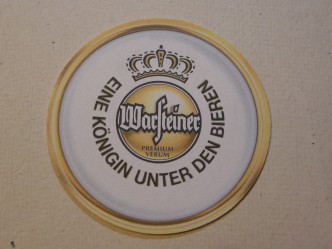 Warsteiner
PREMIUM
VERUM
EINE KÖNIGIN UNTER DEN BIEREN